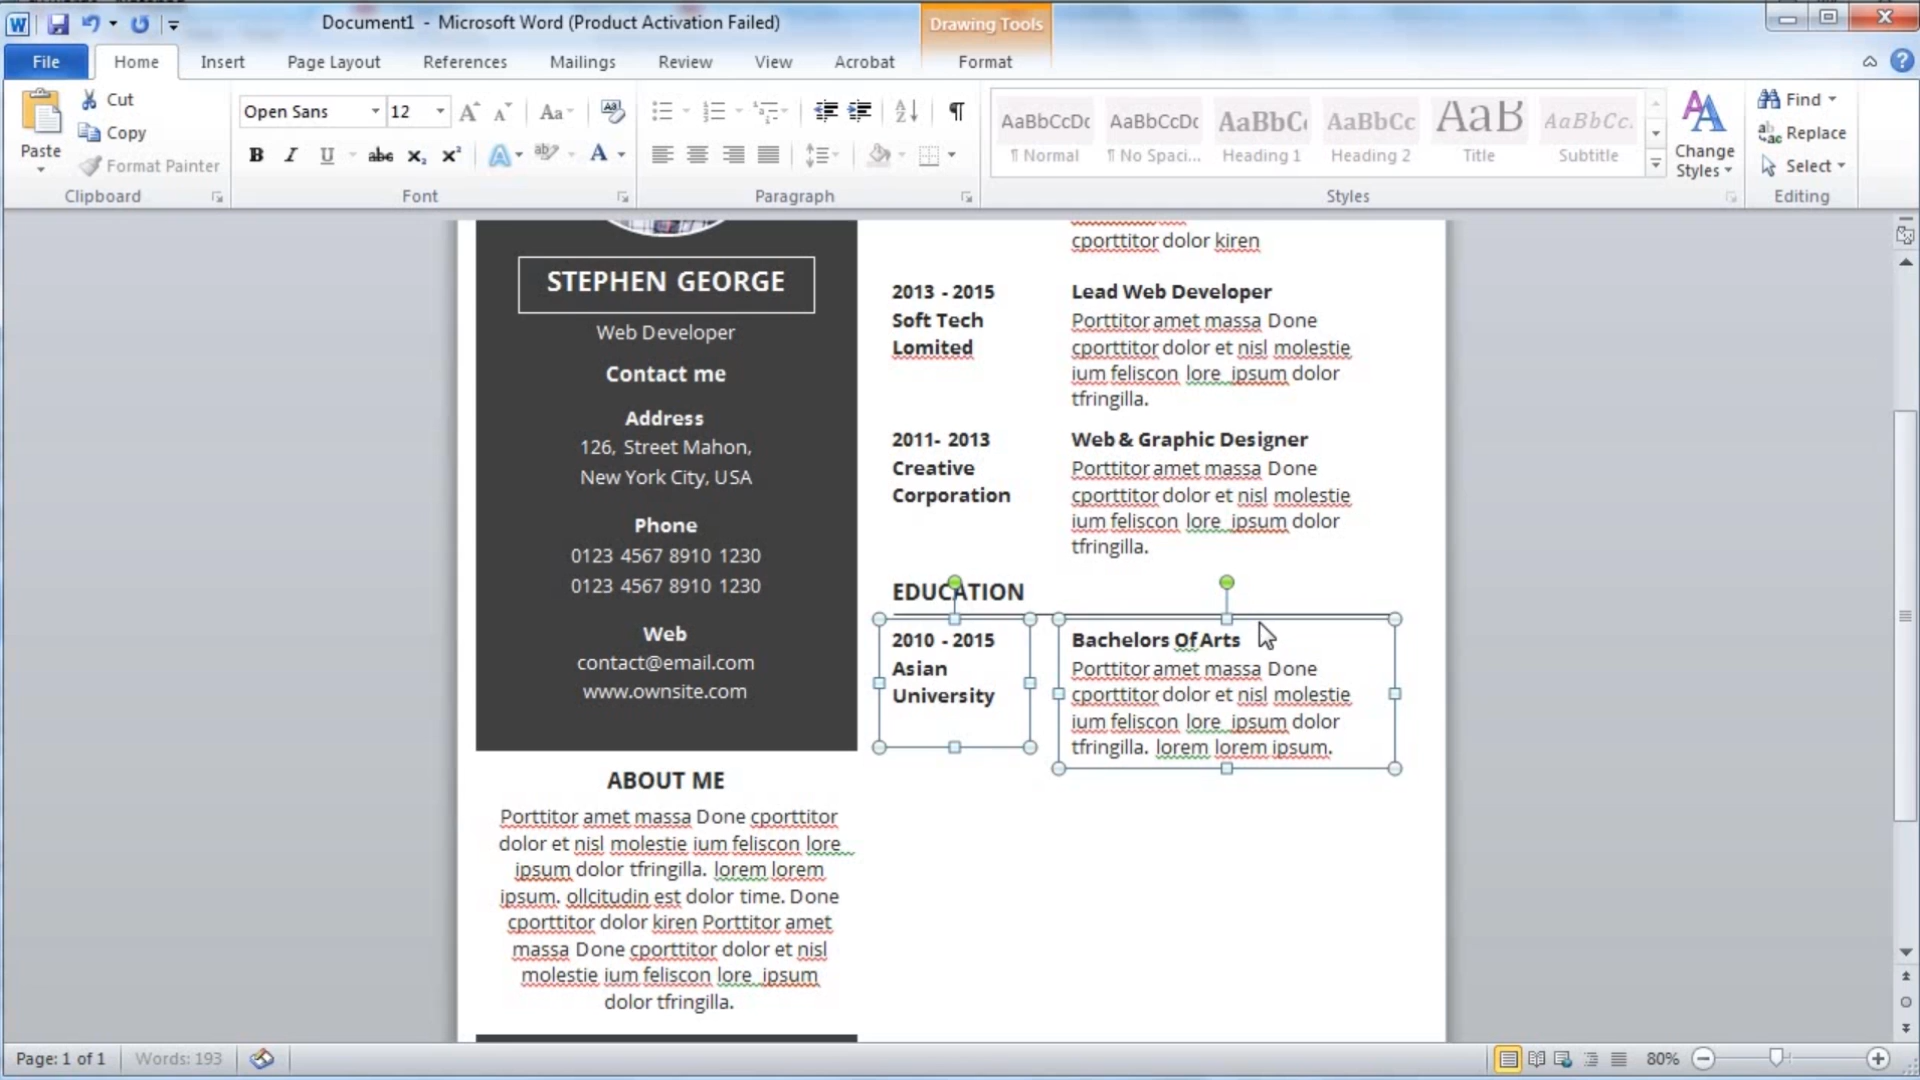 Document1 - Microsoft Word (Product Activation Failed)
Drawing Tools
File Home Insert Page Layout References Mailings Review View Acrobat Format
Paste
Cut
Copy
Format Painter
Clipboard
Open Sans 12
Font
Paragraph
AaBbCcDc AaBbCcDc AaBbC AaBbCc AaB AaBbCc.
¶ Normal ¶ No Spaci... Heading 1 Heading 2 Title Subtitle
Change
Styles
Styles
Find
Replace
Select
Editing
STEPHEN GEORGE
Web Developer
Contact me
Address
126, Street Mahon,
New York City, USA
Phone
0123 4567 8910 1230
0123 4567 8910 1230
Web
contact@email.com
www.ownsite.com
ABOUT ME
Porttitor amet massa Done cporttitor
dolor et nisl molestie ium feliscon lore
ipsum dolor tfringilla. lorem lorem
ipsum. ollcitudin est dolor time. Done
cporttitor dolor kiren Porttitor amet
massa Done cporttitor dolor et nisl
molestie ium feliscon lore ipsum
dolor tfringilla.
cporttitor dolor kiren
2013 - 2015
Soft Tech
Lomited
Lead Web Developer
Porttitor amet massa Done
cporttitor dolor et nisl molestie
ium feliscon lore ipsum dolor
tfringilla.
2011- 2013
Creative
Corporation
Web & Graphic Designer
Porttitor amet massa Done
cporttitor dolor et nisl molestie
ium feliscon lore ipsum dolor
tfringilla.
EDUCATION
2010 - 2015
Asian
University
Bachelors Of Arts
Porttitor amet massa Done
cporttitor dolor et nisl molestie
ium feliscon lore ipsum dolor
tfringilla. lorem lorem ipsum.
Page: 1 of 1 Words: 193 80%